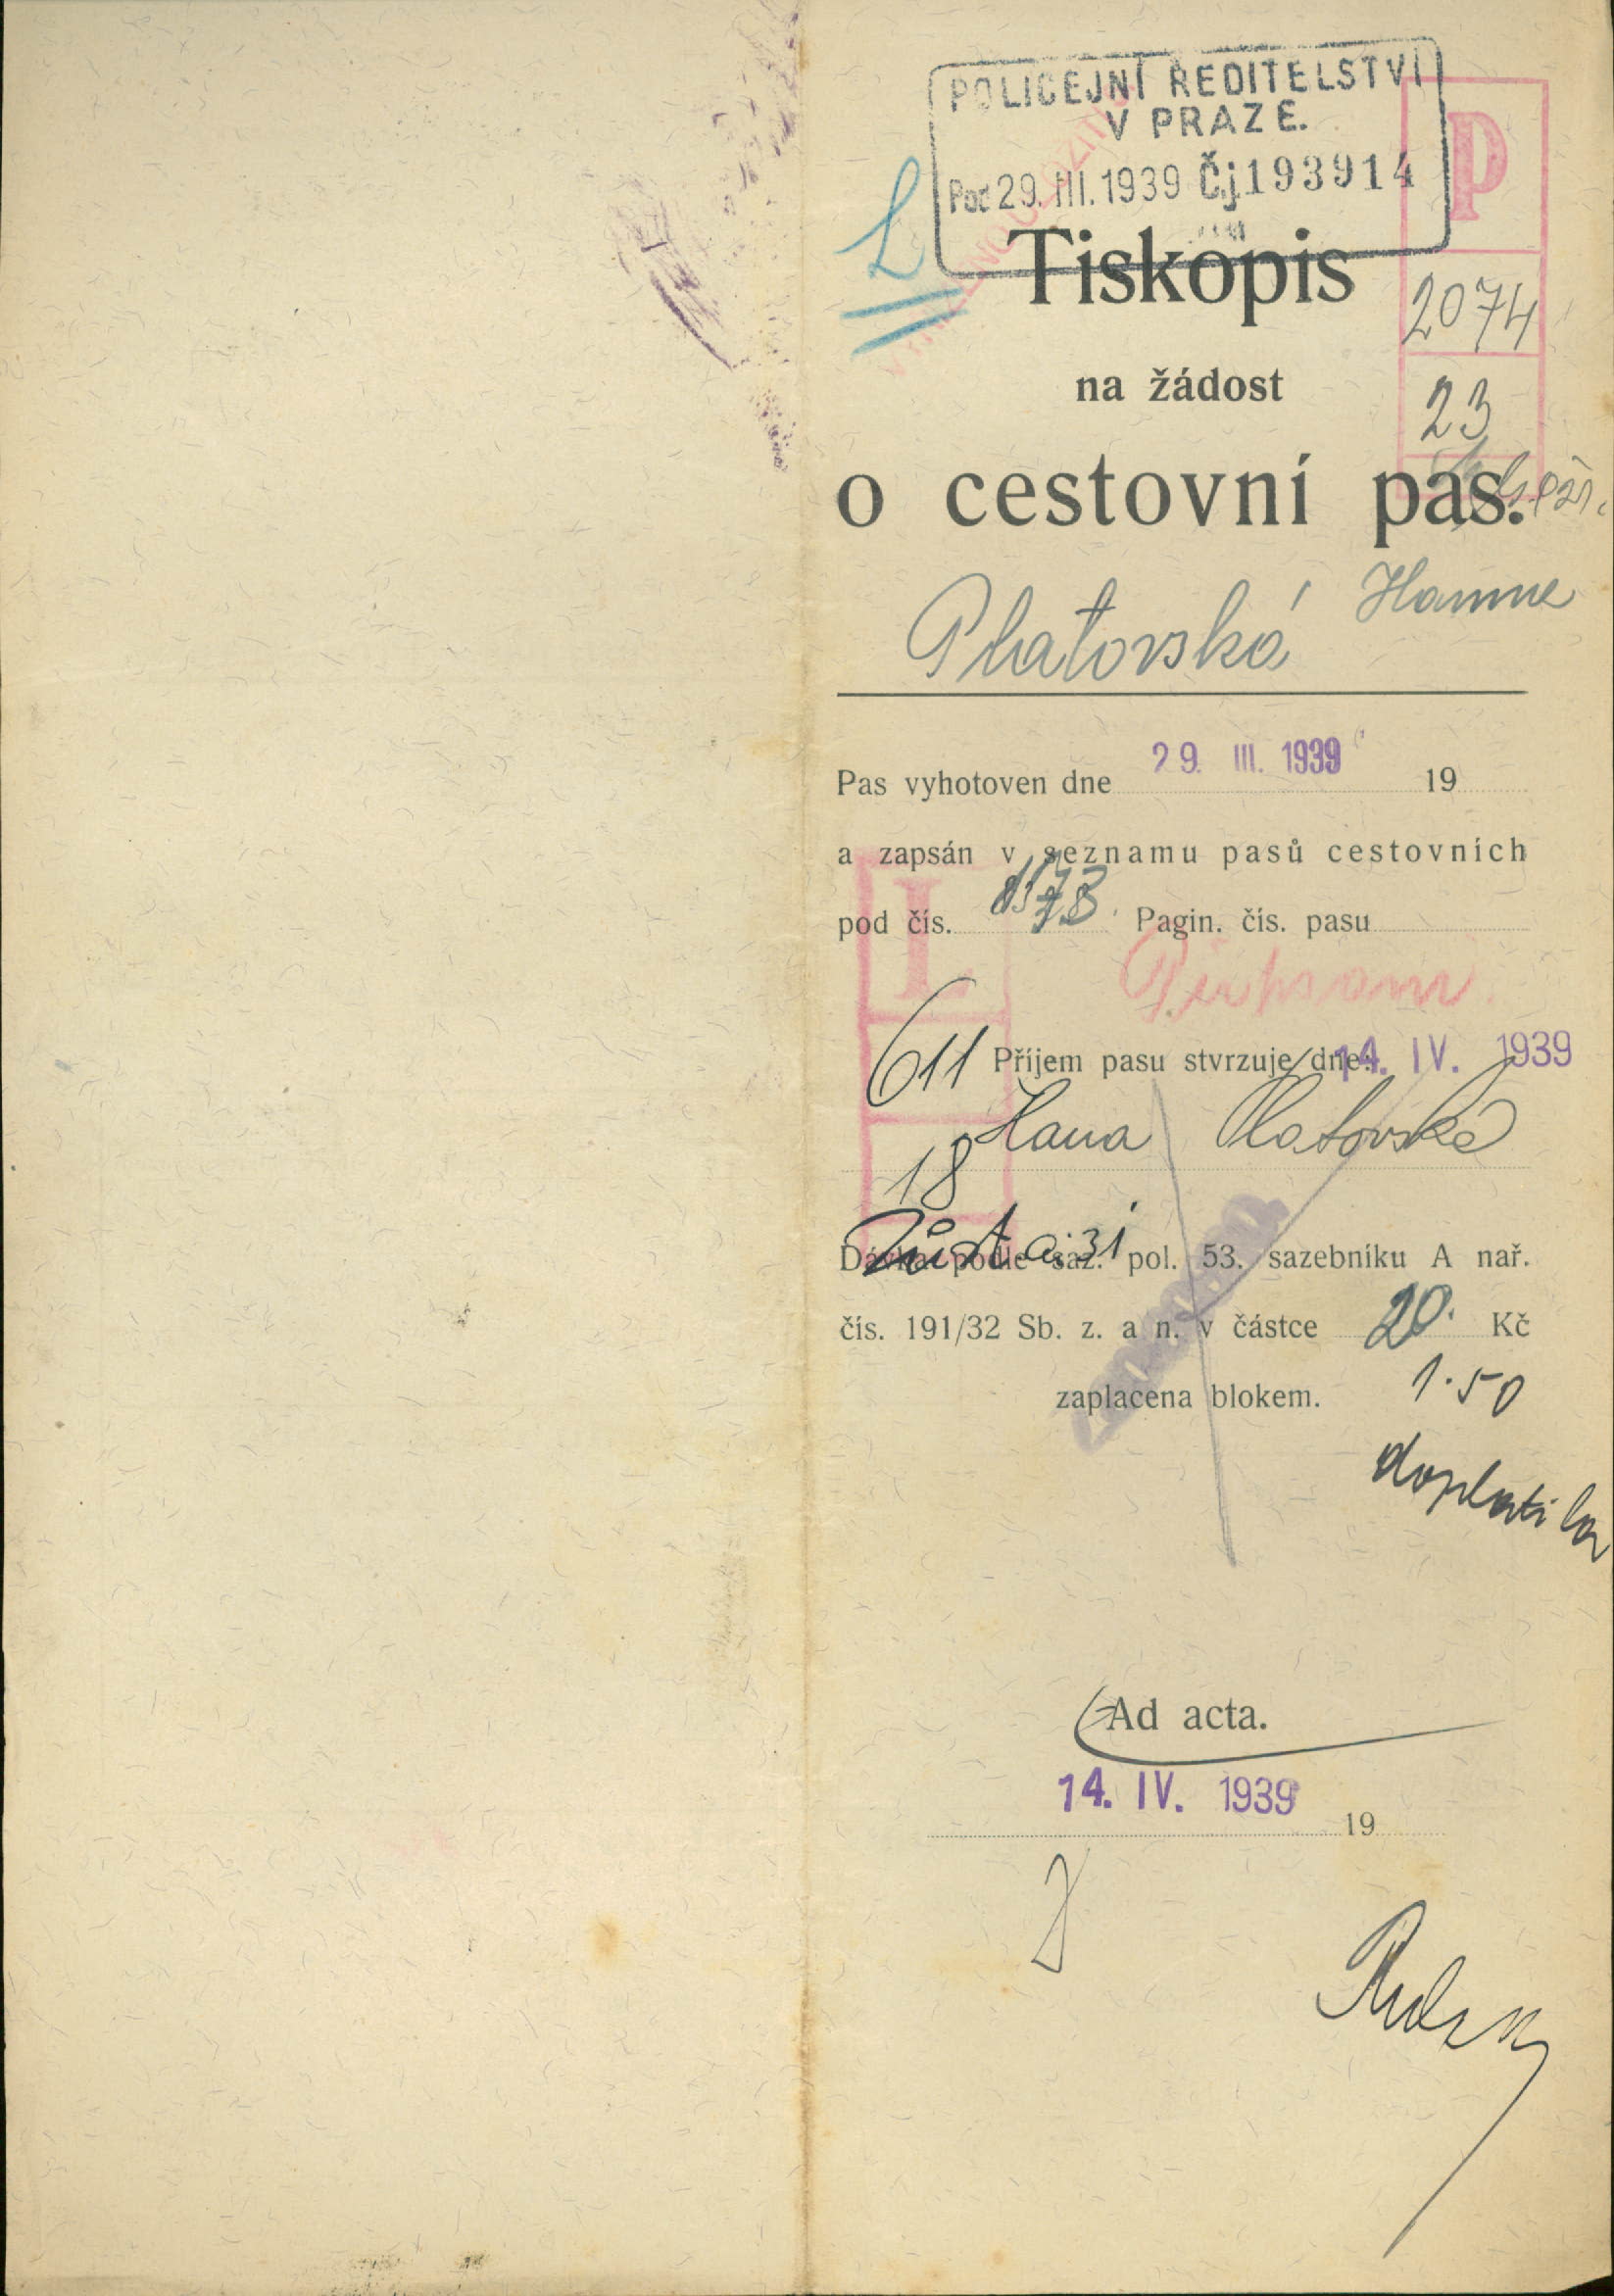 POLICEJNÍ ŘEDITELSTVÍ
V PRAZE.
Pod 29. III. 1939 Čj. 193914
P
L
Tiskopis
2074
na žádost
23
o cestovní pas.
Hanne
Platovská
Pas vyhotoven dne 29. III. 1939 19
a zapsán v seznamu pasů cestovních
pod čís. Pagin. čís. pasu
L
611 Příjem pasu stvrzuje dne: 14. IV. 1939
Hana Platovská
18
Dávka podle saz. pol. 53. sazebníku A nař.
čís. 191/32 Sb. z. a n. v částce 20. Kč
zaplacena blokem. 1.50
doplatila
Ad acta.
14. IV. 1939 19